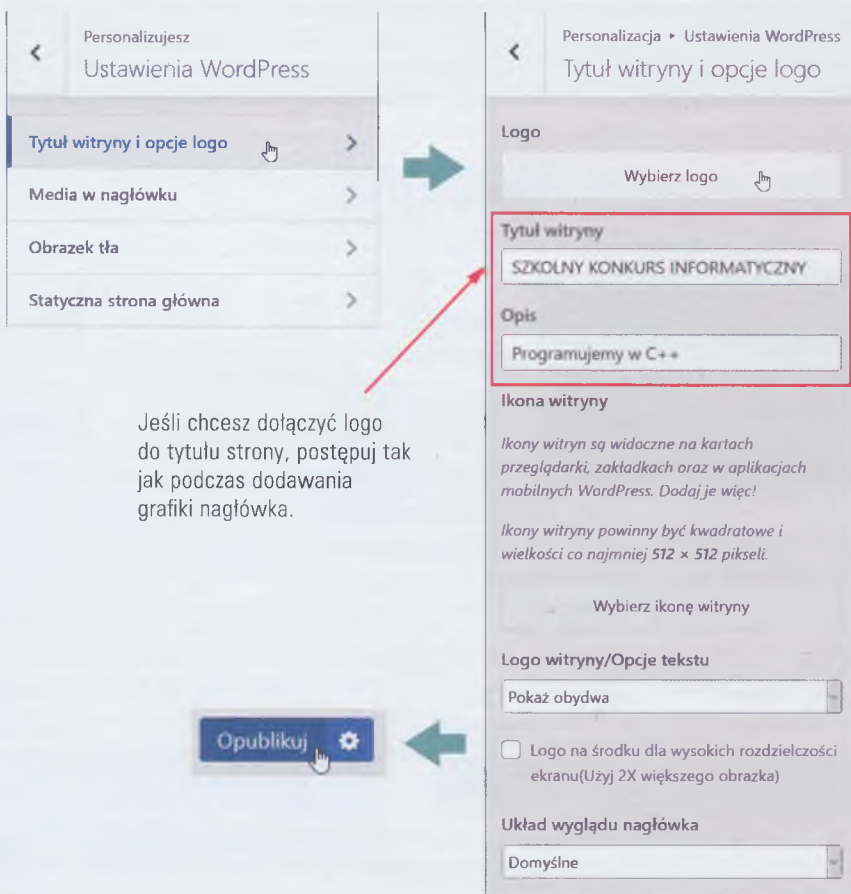 Personalizujesz
Ustawienia WordPress
Tytuł witryny i opcje logo
Media w nagłówku
Obrazek tła
Statyczna strona główna
Jeśli chcesz dołączyć logo
do tytułu strony, postępuj tak
jak podczas dodawania
grafiki nagłówka.
Opublikuj
Personalizacja ▸ Ustawienia WordPress
Tytuł witryny i opcje logo
Logo
Wybierz logo
Tytuł witryny
SZKOLNY KONKURS INFORMATYCZNY
Opis
Programujemy w C++
Ikona witryny
Ikony witryn są widoczne na kartach
przeglądarki, zakładkach oraz w aplikacjach
mobilnych WordPress. Dodaj je więc!
Ikony witryny powinny być kwadratowe i
wielkości co najmniej 512 × 512 pikseli.
Wybierz ikonę witryny
Logo witryny/Opcje tekstu
Pokaż obydwa
Logo na środku dla wysokich rozdzielczości
ekranu(Użyj 2X większego obrazka)
Układ wyglądu nagłówka
Domyślne